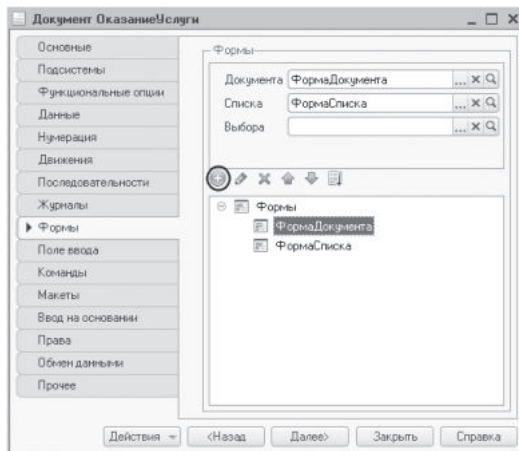 Документ ОказаниеУслуги
Основные
Подсистемы
Функциональные опции
Данные
Нумерация
Движения
Последовательности
Журналы
Формы
Поле ввода
Команды
Макеты
Ввод на основании
Права
Обмен данными
Прочее
Формы
Документа ФормаДокумента ... x
Списка ФормаСписка ... x
Выбора ... x
Формы
ФормаДокумента
ФормаСписка
Действия <Назад Далее> Закрыть Справка